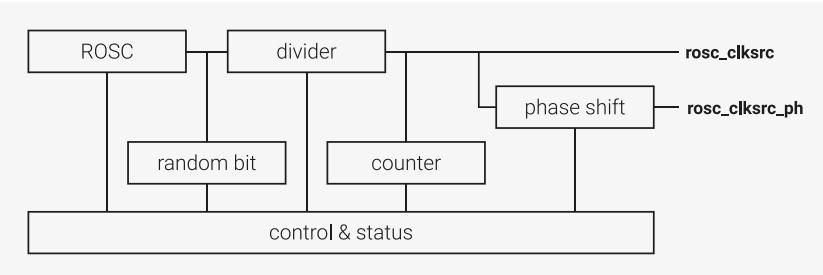 ROSC
divider
rosc_clksrc
phase shift
rosc_clksrc_ph
random bit
counter
control & status